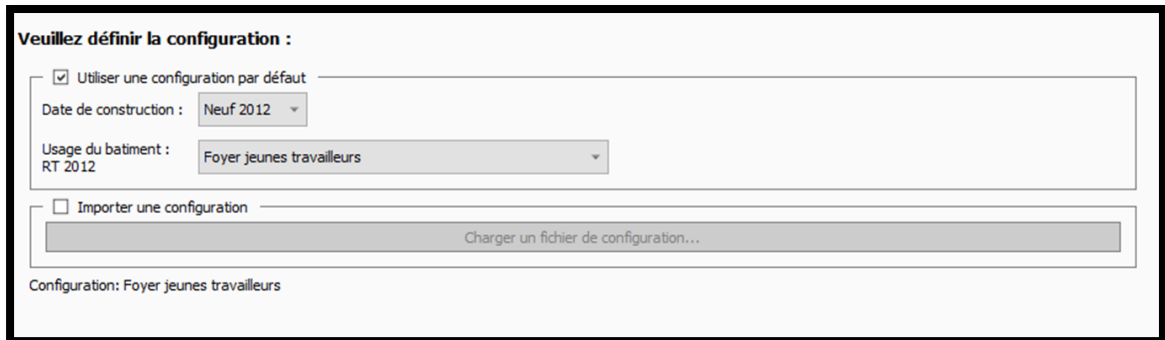 Veuillez définir la configuration :
Utiliser une configuration par défaut
Date de construction : Neuf 2012
Usage du batiment :
RT 2012
Foyer jeunes travailleurs
Importer une configuration
Charger un fichier de configuration...
Configuration: Foyer jeunes travailleurs